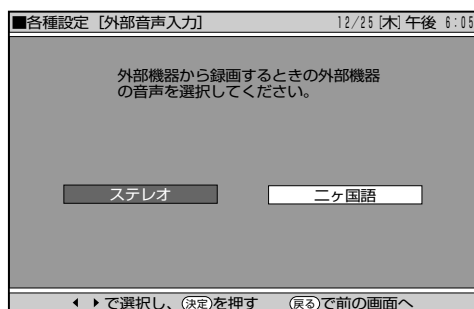 ■各種設定 [外部音声入力] 12/25[木]午後 6:05
外部機器から録画するときの外部機器
の音声を選択してください。
ステレオ 二ヶ国語
で選択し、決定を押す 戻るで前の画面へ